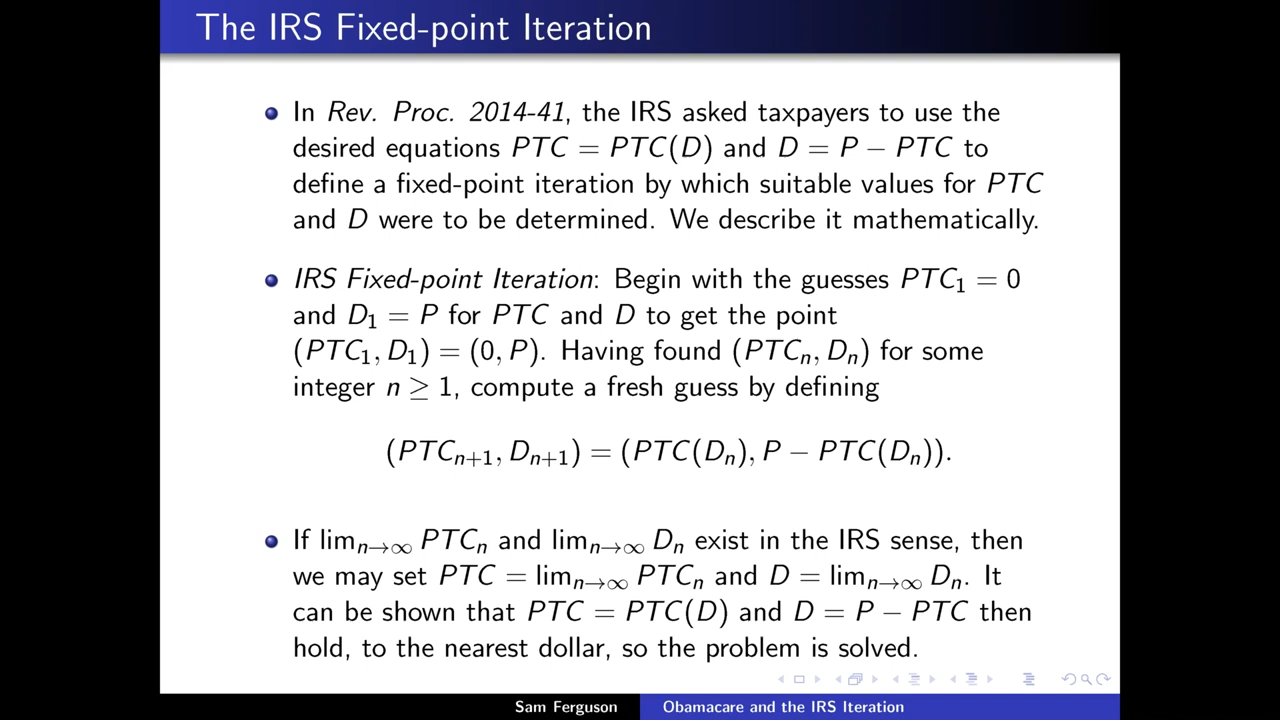 The IRS Fixed-point Iteration
In Rev. Proc. 2014-41, the IRS asked taxpayers to use the
desired equations PTC = PTC(D) and D = P − PTC to
define a fixed-point iteration by which suitable values for PTC
and D were to be determined. We describe it mathematically.
IRS Fixed-point Iteration: Begin with the guesses PTC₁ = 0
and D₁ = P for PTC and D to get the point
(PTC₁, D₁) = (0, P). Having found (PTCₙ, Dₙ) for some
integer n ≥ 1, compute a fresh guess by defining
(PTCₙ₊₁, Dₙ₊₁) = (PTC(Dₙ), P − PTC(Dₙ)).
If limₙ→∞ PTCₙ and limₙ→∞ Dₙ exist in the IRS sense, then
we may set PTC = limₙ→∞ PTCₙ and D = limₙ→∞ Dₙ. It
can be shown that PTC = PTC(D) and D = P − PTC then
hold, to the nearest dollar, so the problem is solved.
Sam Ferguson
Obamacare and the IRS Iteration